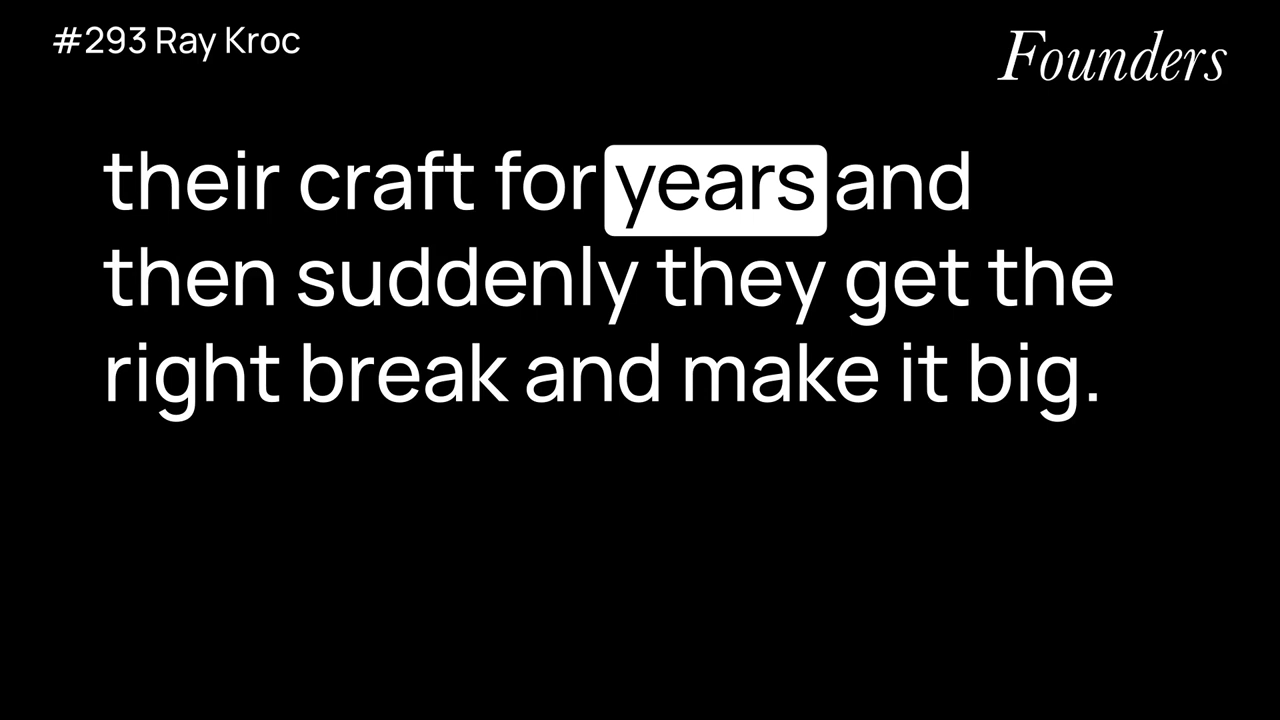 #293 Ray Kroc
Founders
their craft for years and
then suddenly they get the
right break and make it big.